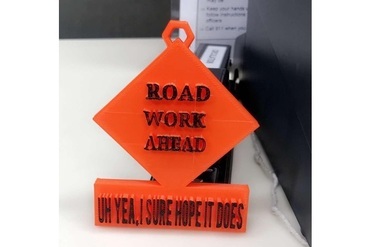 ROAD
WORK
AHEAD
UH YEA,I SURE HOPE IT DOES